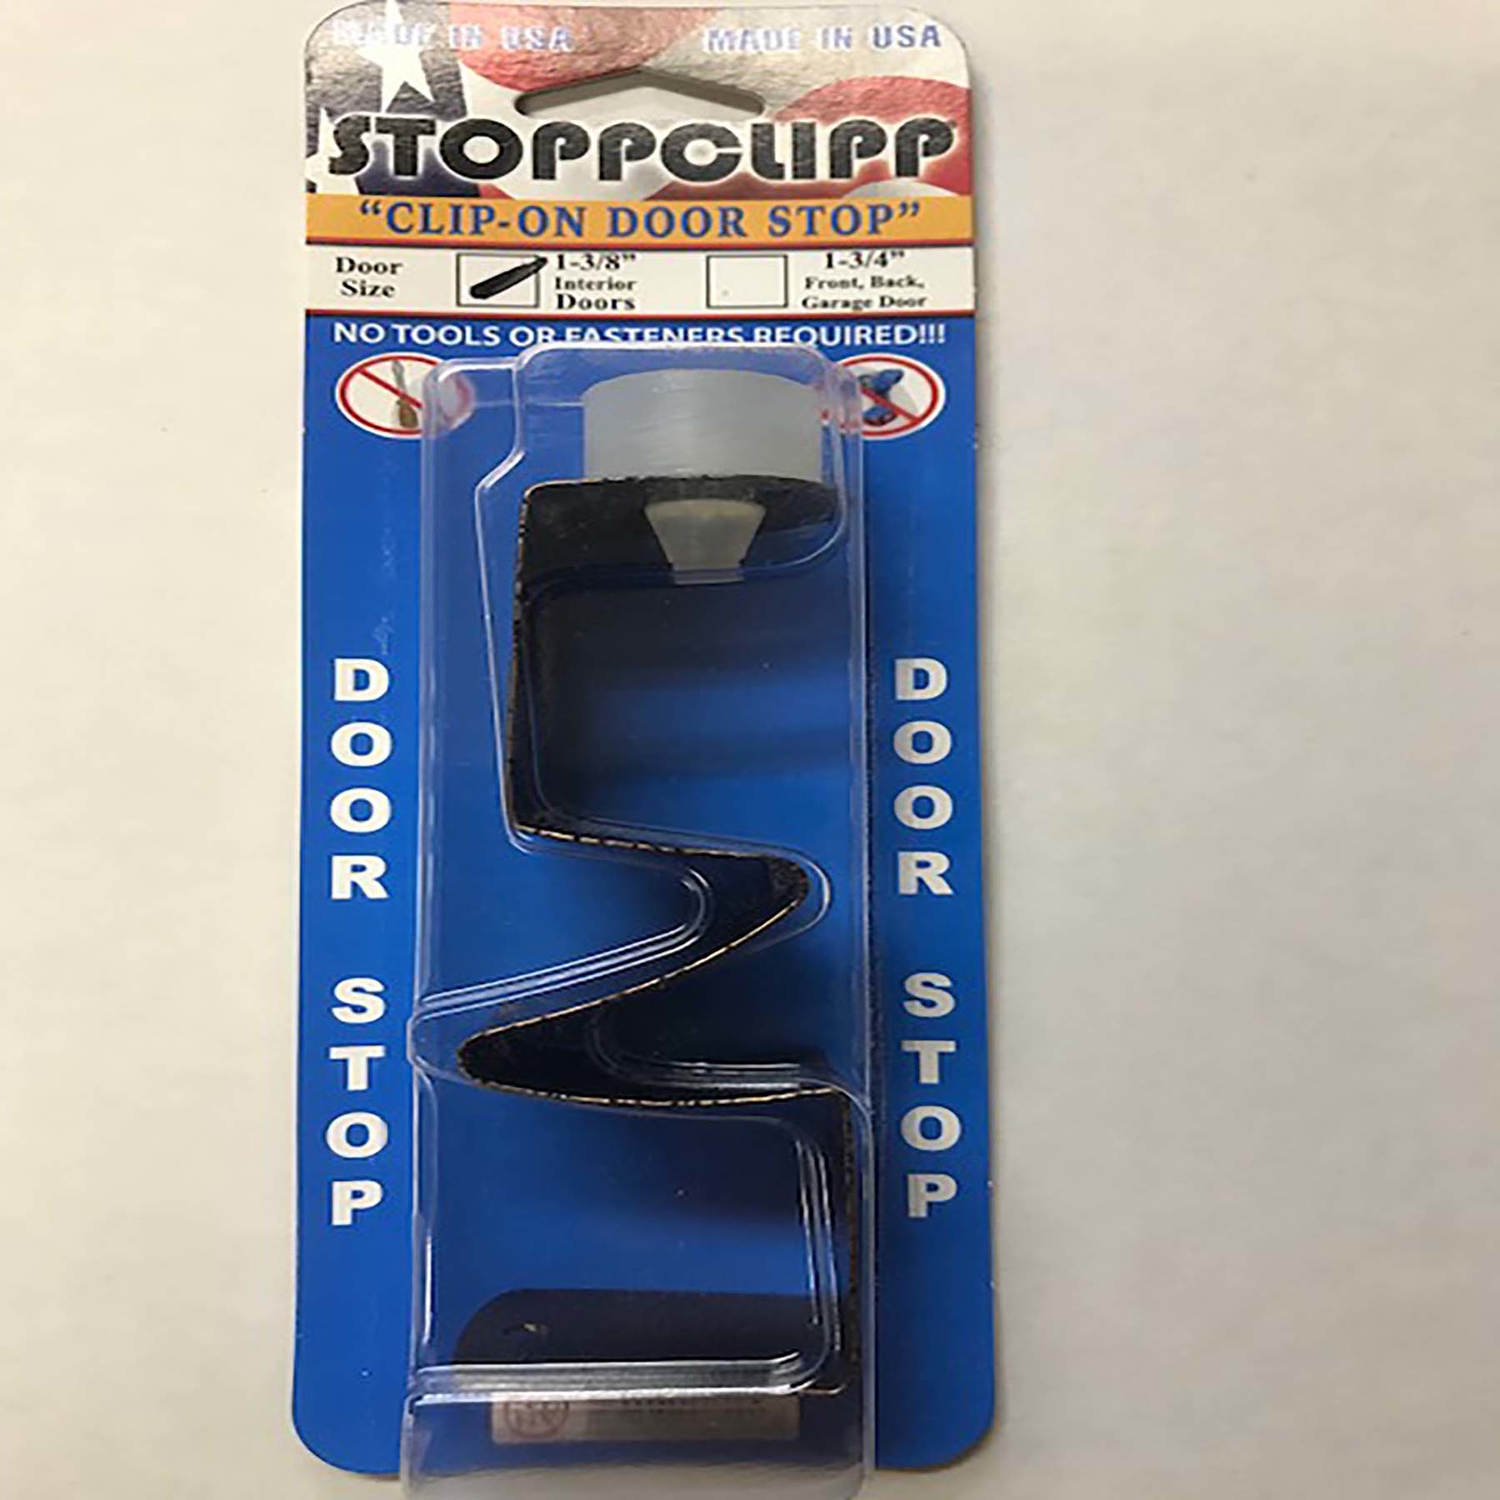 MADE IN USA MADE IN USA
STOPPCLIPP
“CLIP-ON DOOR STOP”
Door Size
1-3/8”
Interior
Doors
1-3/4”
Front, Back,
Garage Door
NO TOOLS OR FASTENERS REQUIRED!!!
DOOR STOP
DOOR STOP